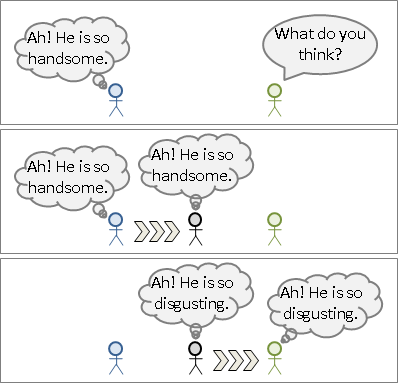 Ah! He is so
handsome.
What do you
think?
Ah! He is so
handsome.
Ah! He is so
handsome.
Ah! He is so
disgusting.
Ah! He is so
disgusting.